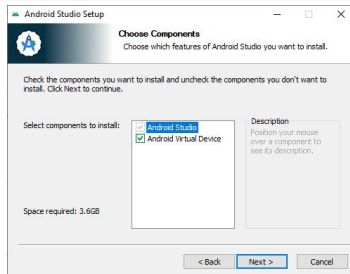 Android Studio Setup
Choose Components
Choose which features of Android Studio you want to install.
Check the components you want to install and uncheck the components you don't want to
install. Click Next to continue.
Select components to install:
Android Studio
Android Virtual Device
Description
Position your mouse
over a component to
see its description.
Space required: 3.6GB
< Back
Next >
Cancel